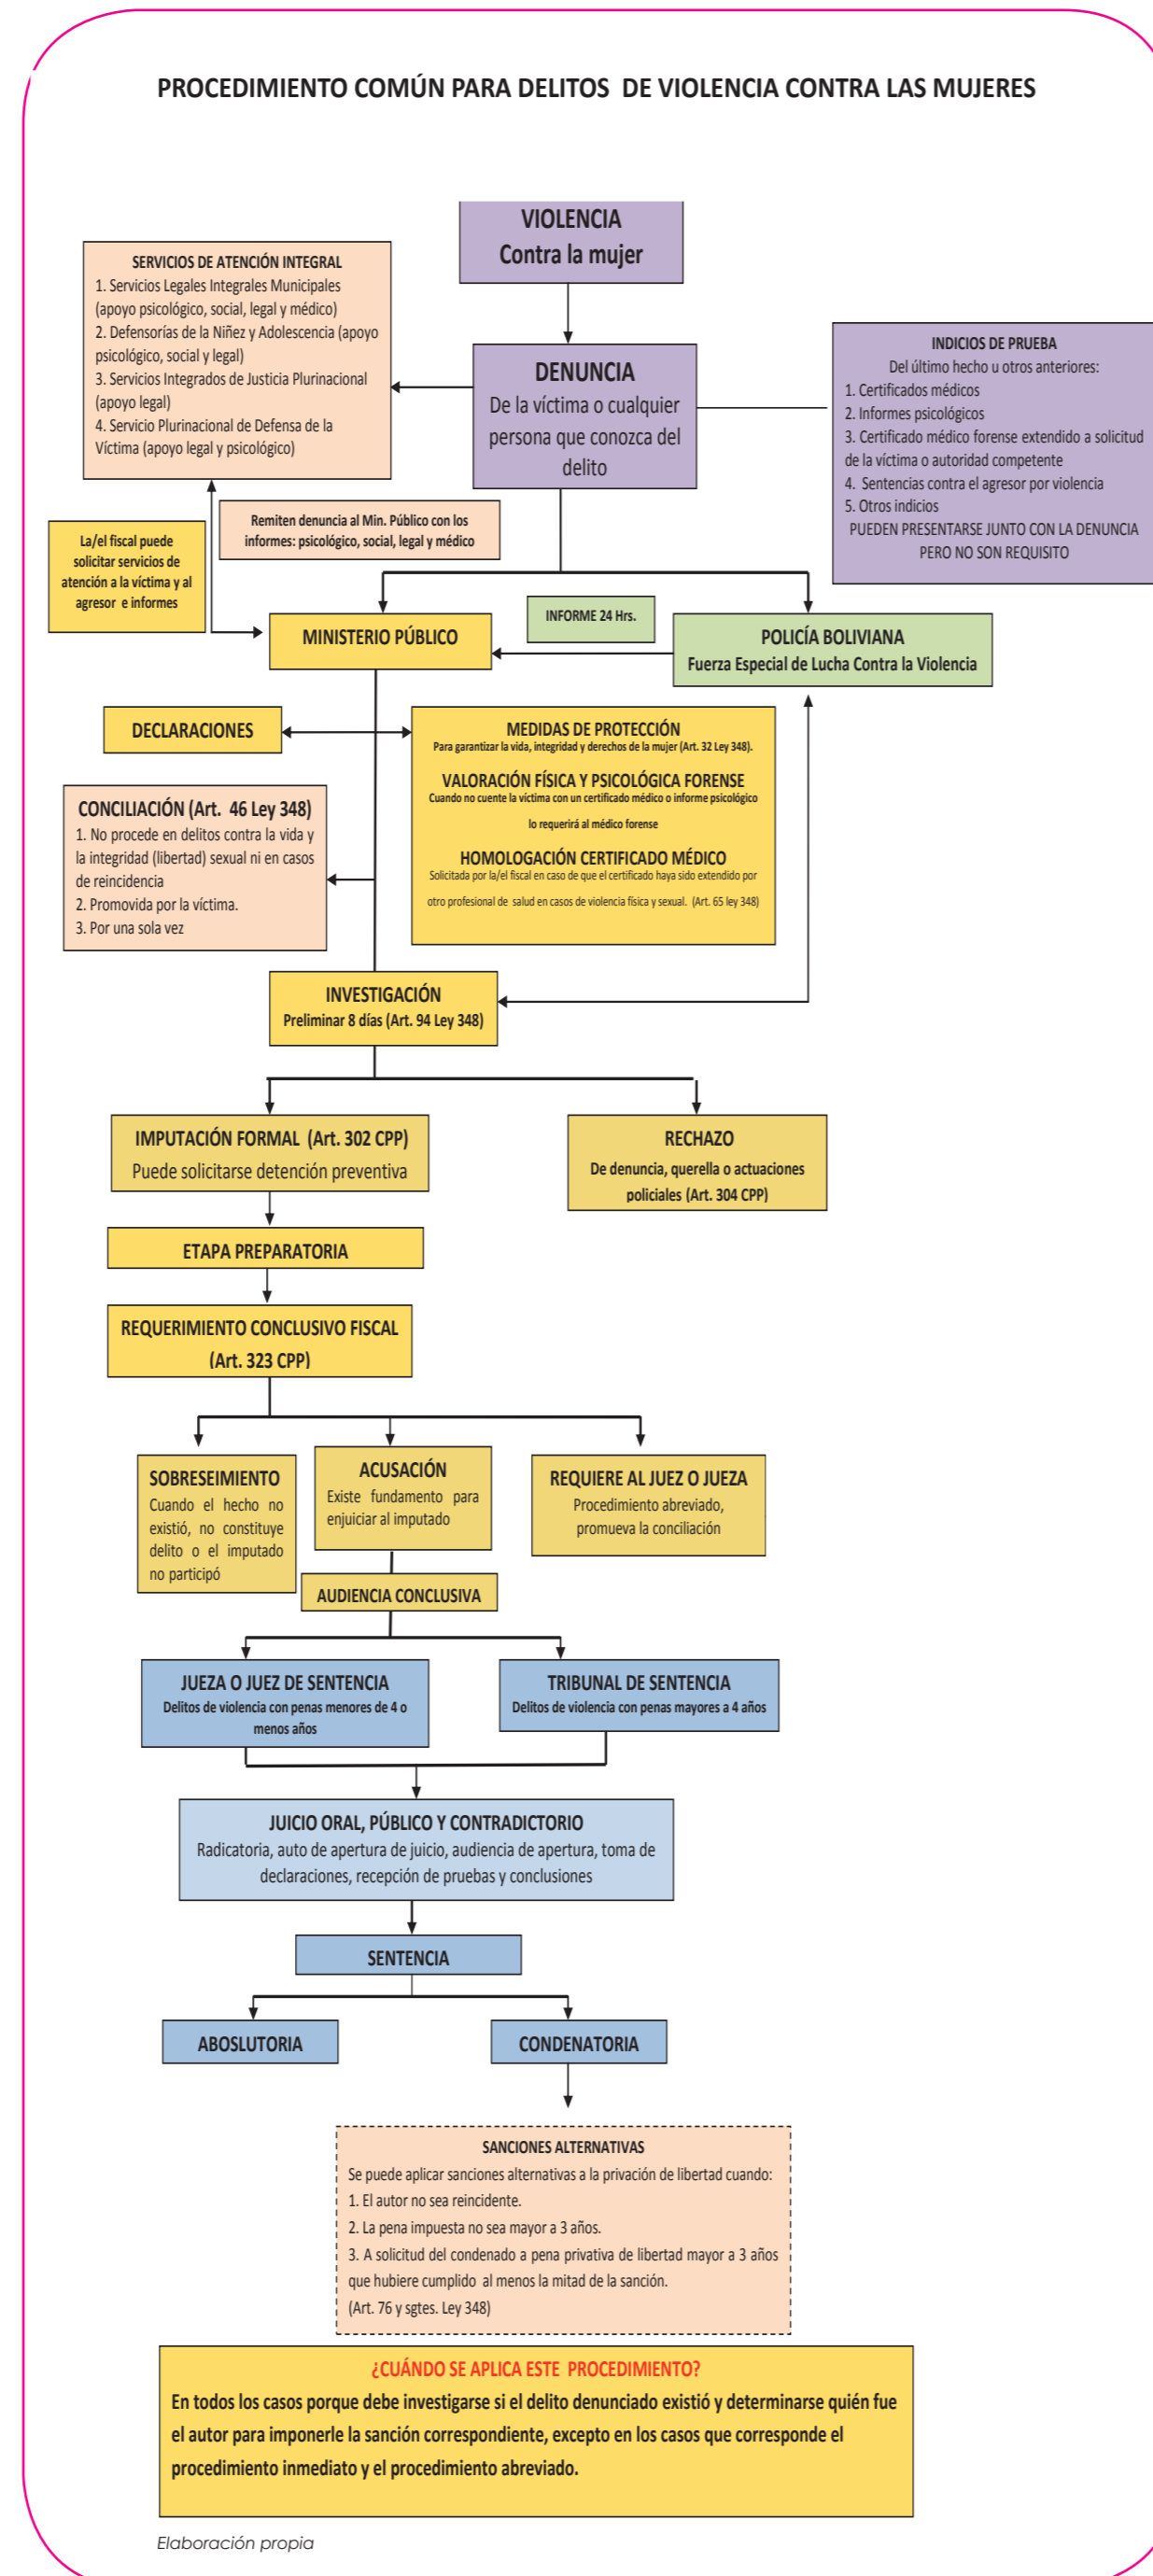 PROCEDIMIENTO COMÚN PARA DELITOS DE VIOLENCIA CONTRA LAS MUJERES
VIOLENCIA
Contra la mujer
SERVICIOS DE ATENCIÓN INTEGRAL
1. Servicios Legales Integrales Municipales
(apoyo psicológico, social, legal y médico)
2. Defensorías de la Niñez y Adolescencia (apoyo
psicológico, social y legal)
3. Servicios Integrados de Justicia Plurinacional
(apoyo legal)
4. Servicio Plurinacional de Defensa de la
Víctima (apoyo legal y psicológico)
DENUNCIA
De la víctima o cualquier
persona que conozca del
delito
INDICIOS DE PRUEBA
Del último hecho u otros anteriores:
1. Certificados médicos
2. Informes psicológicos
3. Certificado médico forense extendido a solicitud
de la víctima o autoridad competente
4. Sentencias contra el agresor por violencia
5. Otros indicios
PUEDEN PRESENTARSE JUNTO CON LA DENUNCIA
PERO NO SON REQUISITO
Remiten denuncia al Min. Público con los
informes: psicológico, social, legal y médico
La/el fiscal puede
solicitar servicios de
atención a la víctima y al
agresor e informes
MINISTERIO PÚBLICO
INFORME 24 Hrs.
POLICÍA BOLIVIANA
Fuerza Especial de Lucha Contra la Violencia
DECLARACIONES
MEDIDAS DE PROTECCIÓN
Para garantizar la vida, integridad y derechos de la mujer (Art. 32 Ley 348).
VALORACIÓN FÍSICA Y PSICOLÓGICA FORENSE
Cuando no cuente la víctima con un certificado médico o informe psicológico
lo requerirá al médico forense
HOMOLOGACIÓN CERTIFICADO MÉDICO
Solicitada por la/el fiscal en caso de que el certificado haya sido extendido por
otro profesional de salud en casos de violencia física y sexual. (Art. 65 ley 348)
CONCILIACIÓN (Art. 46 Ley 348)
1. No procede en delitos contra la vida y
la integridad (libertad) sexual ni en casos
de reincidencia
2. Promovida por la víctima.
3. Por una sola vez
INVESTIGACIÓN
Preliminar 8 días (Art. 94 Ley 348)
IMPUTACIÓN FORMAL (Art. 302 CPP)
Puede solicitarse detención preventiva
RECHAZO
De denuncia, querella o actuaciones
policiales (Art. 304 CPP)
ETAPA PREPARATORIA
REQUERIMIENTO CONCLUSIVO FISCAL
(Art. 323 CPP)
SOBRESEIMIENTO
Cuando el hecho no
existió, no constituye
delito o el imputado
no participó
ACUSACIÓN
Existe fundamento para
enjuiciar al imputado
REQUIERE AL JUEZ O JUEZA
Procedimiento abreviado,
promueva la conciliación
AUDIENCIA CONCLUSIVA
JUEZA O JUEZ DE SENTENCIA
Delitos de violencia con penas menores de 4 o
menos años
TRIBUNAL DE SENTENCIA
Delitos de violencia con penas mayores a 4 años
JUICIO ORAL, PÚBLICO Y CONTRADICTORIO
Radicatoria, auto de apertura de juicio, audiencia de apertura, toma de
declaraciones, recepción de pruebas y conclusiones
SENTENCIA
ABOSLUTORIA
CONDENATORIA
SANCIONES ALTERNATIVAS
Se puede aplicar sanciones alternativas a la privación de libertad cuando:
1. El autor no sea reincidente.
2. La pena impuesta no sea mayor a 3 años.
3. A solicitud del condenado a pena privativa de libertad mayor a 3 años
que hubiere cumplido al menos la mitad de la sanción.
(Art. 76 y sgtes. Ley 348)
¿CUÁNDO SE APLICA ESTE PROCEDIMIENTO?
En todos los casos porque debe investigarse si el delito denunciado existió y determinarse quién fue
el autor para imponerle la sanción correspondiente, excepto en los casos que corresponde el
procedimiento inmediato y el procedimiento abreviado.
Elaboración propia